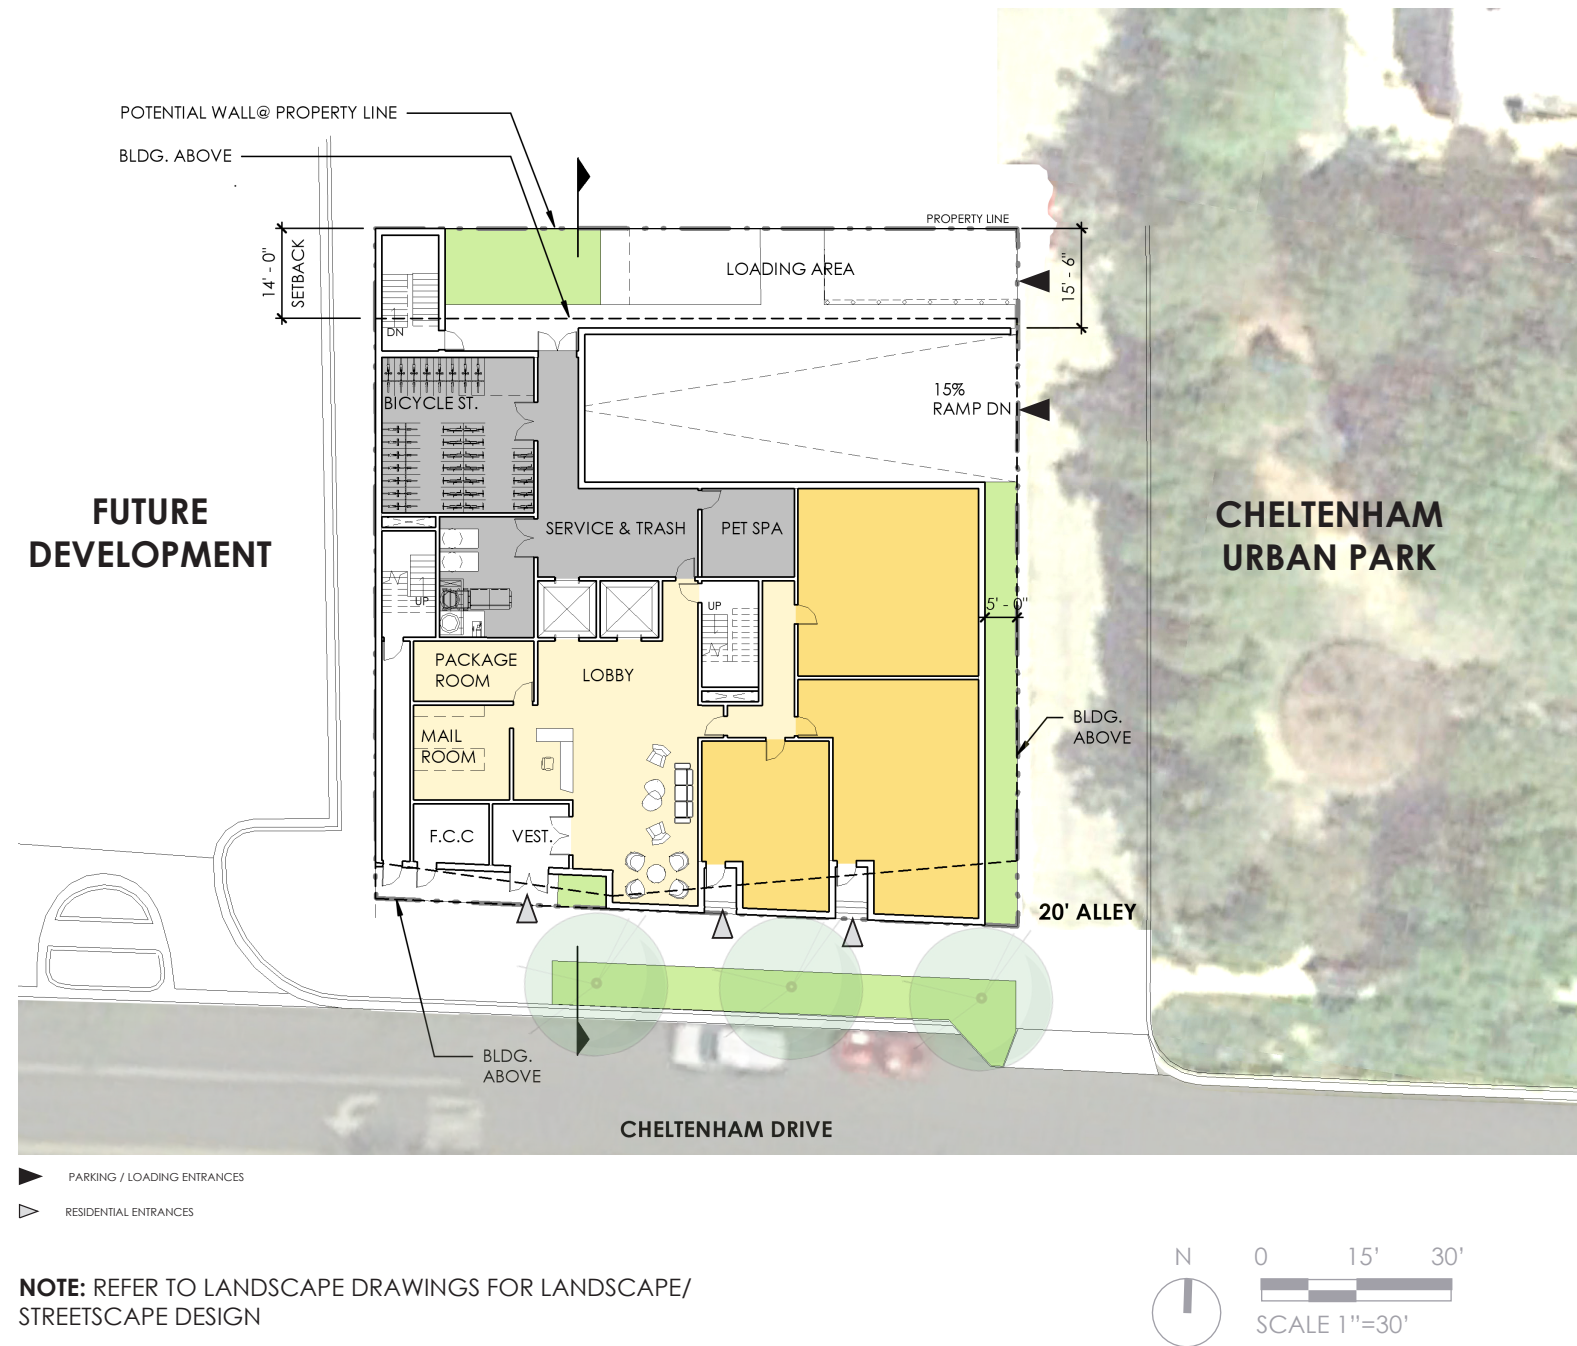 POTENTIAL WALL@ PROPERTY LINE
BLDG. ABOVE
PROPERTY LINE
14' - 0"
SETBACK
LOADING AREA
15' - 6"
DN
15%
RAMP DN
BICYCLE ST.
FUTURE
DEVELOPMENT
CHELTENHAM
URBAN PARK
SERVICE & TRASH
PET SPA
UP
UP
5' - 0"
PACKAGE
ROOM
LOBBY
MAIL
ROOM
BLDG.
ABOVE
F.C.C
VEST.
20' ALLEY
BLDG.
ABOVE
CHELTENHAM DRIVE
PARKING / LOADING ENTRANCES
RESIDENTIAL ENTRANCES
NOTE: REFER TO LANDSCAPE DRAWINGS FOR LANDSCAPE/
STREETSCAPE DESIGN
N
0 15' 30'
SCALE 1"=30'